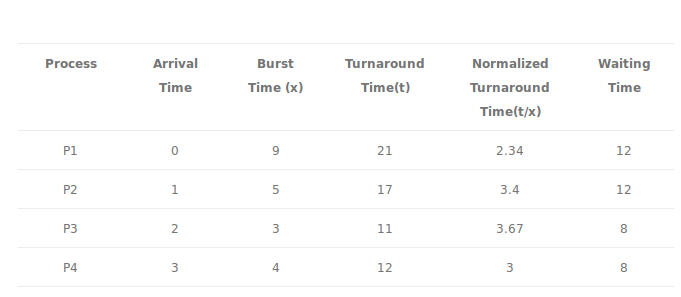 Process Arrival Time Burst Time (x) Turnaround Time(t) Normalized Turnaround Time(t/x) Waiting Time
P1 0 9 21 2.34 12
P2 1 5 17 3.4 12
P3 2 3 11 3.67 8
P4 3 4 12 3 8